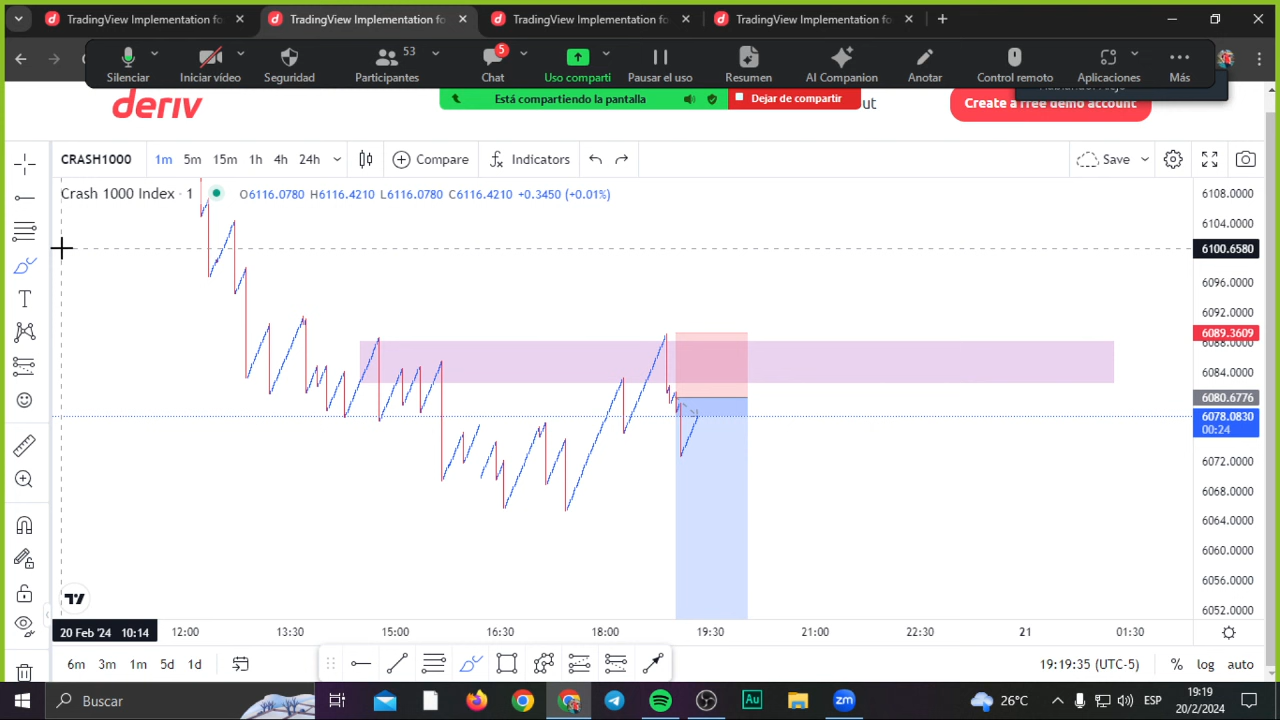 TradingView Implementation fo
TradingView Implementation fo
TradingView Implementation fo
TradingView Implementation fo
53
5
Silenciar
Iniciar vídeo
Seguridad
Participantes
Chat
Uso comparti
Pausar el uso
Resumen
AI Companion
Anotar
Control remoto
Aplicaciones
Más
deriv
Está compartiendo la pantalla
Dejar de compartir
out
Create a free demo account
CRASH1000
1m
5m
15m
1h
4h
24h
Compare
Indicators
Save
Crash 1000 Index · 1
O6116.0780 H6116.4210 L6116.0780 C6116.4210 +0.3450 (+0.01%)
6108.0000
6104.0000
6100.6580
6096.0000
6092.0000
6089.3609
6088.0000
6084.0000
6080.6776
6078.0830
00:24
6072.0000
6068.0000
6064.0000
6060.0000
6056.0000
6052.0000
20 Feb '24 10:14
12:00
13:30
15:00
16:30
18:00
19:30
21:00
22:30
21
01:30
6m
3m
1m
5d
1d
19:19:35 (UTC-5)
%
log
auto
Buscar
Au
zm
26°C
ESP
19:19
20/2/2024